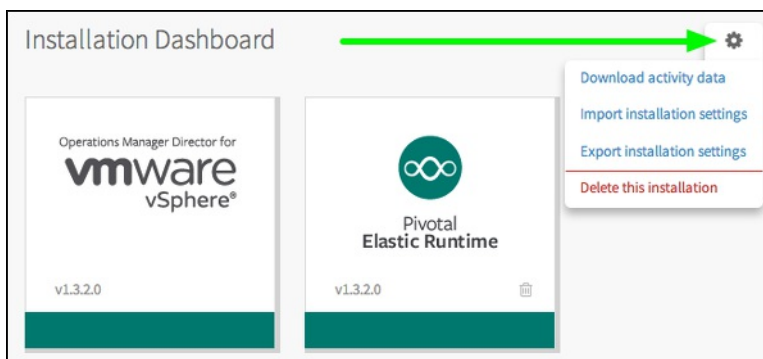 Installation Dashboard
Download activity data
Import installation settings
Export installation settings
Delete this installation
Operations Manager Director for
vmware
vSphere®
v1.3.2.0
Pivotal
Elastic Runtime
v1.3.2.0